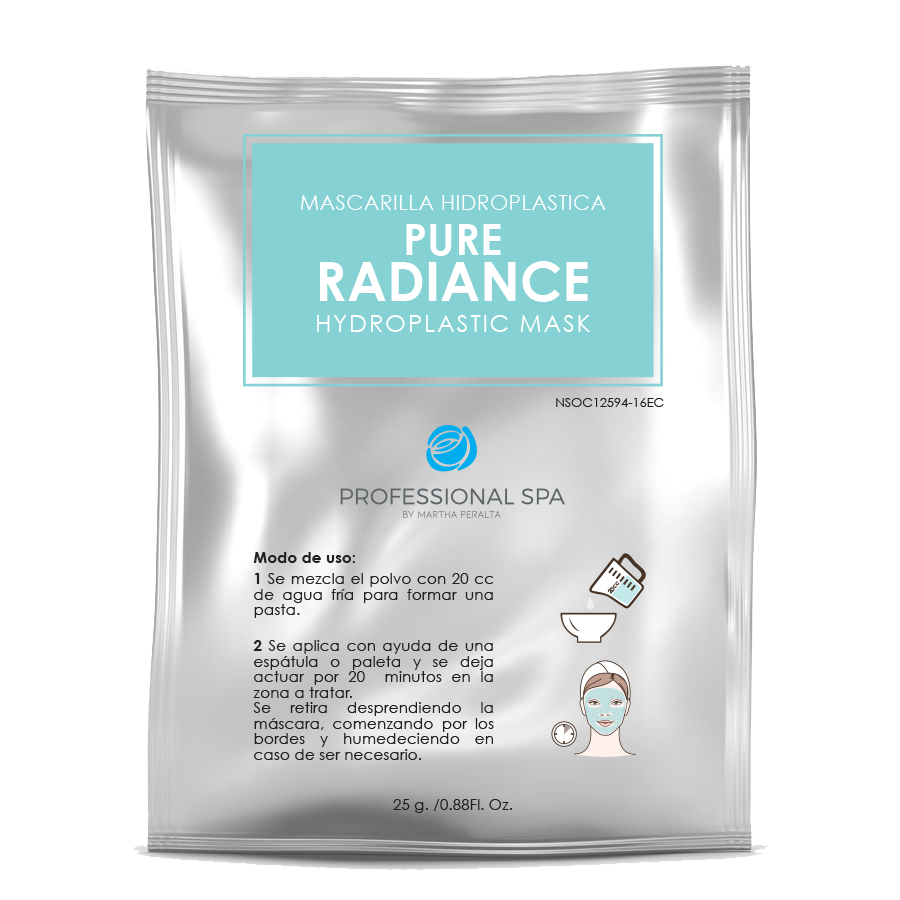 MASCARILLA HIDROPLASTICA
PURE
RADIANCE
HYDROPLASTIC MASK
NSOC12594-16EC
PROFESSIONAL SPA
BY MARTHA PERALTA
Modo de uso:
1 Se mezcla el polvo con 20 cc
de agua fría para formar una
pasta.
20cc
2 Se aplica con ayuda de una
espátula o paleta y se deja
actuar por 20 minutos en la
zona a tratar.
Se retira desprendiendo la
máscara, comenzando por los
bordes y humedeciendo en
caso de ser necesario.
25 g. /0.88Fl. Oz.